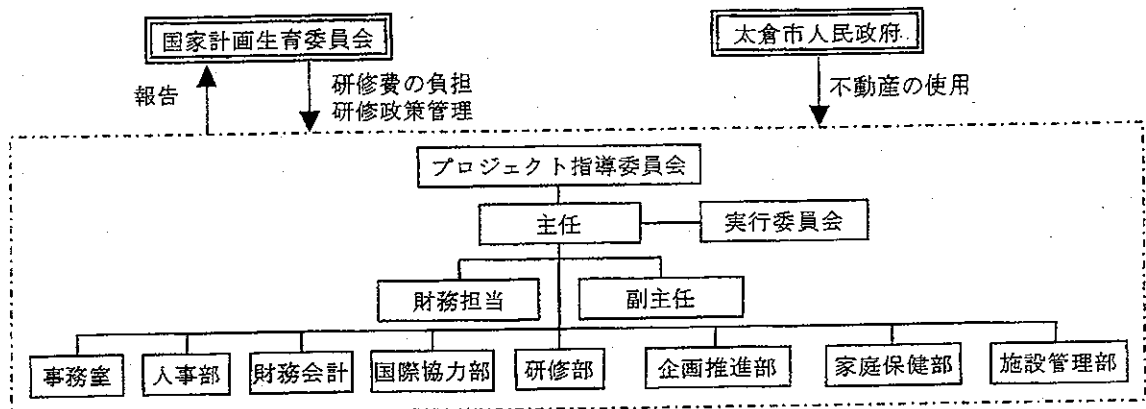 国家計画生育委員会
太倉市人民政府
報告
研修費の負担
研修政策管理
不動産の使用
プロジェクト指導委員会
主任
実行委員会
財務担当
副主任
事務室
人事部
財務会計
国際協力部
研修部
企画推進部
家庭保健部
施設管理部